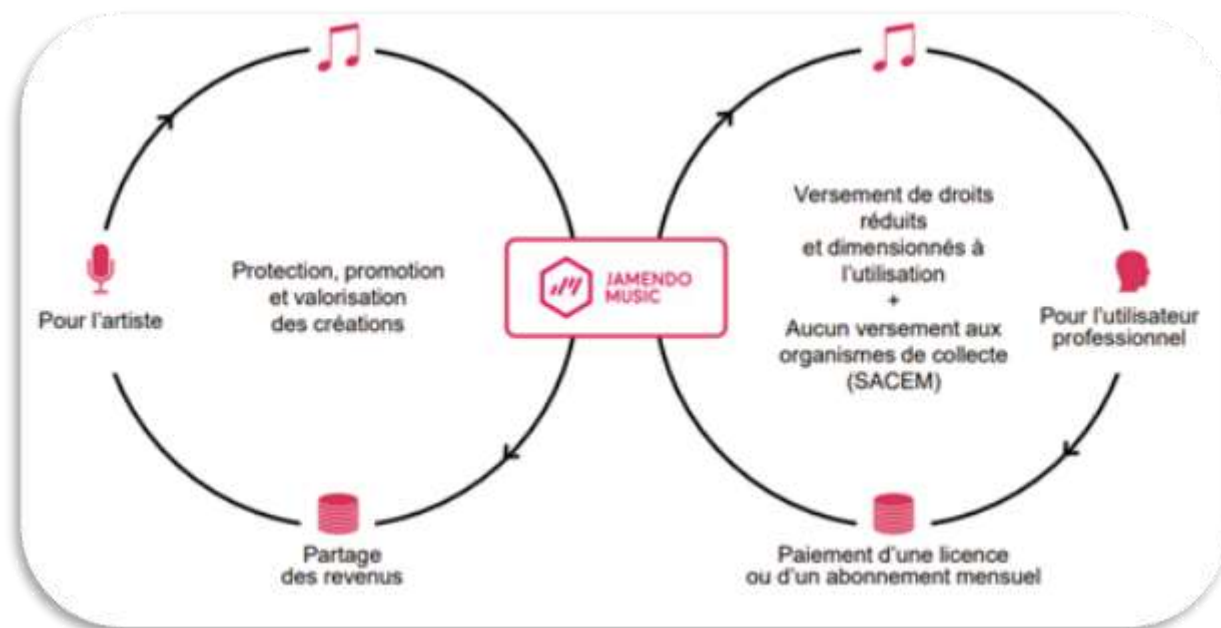 Pour l'artiste
Protection, promotion
et valorisation
des créations
Partage
des revenus
JAMENDO
MUSIC
Versement de droits
réduits
et dimensionnés à
l'utilisation
+
Aucun versement aux
organismes de collecte
(SACEM)
Pour l'utilisateur
professionnel
Paiement d'une licence
ou d'un abonnement mensuel